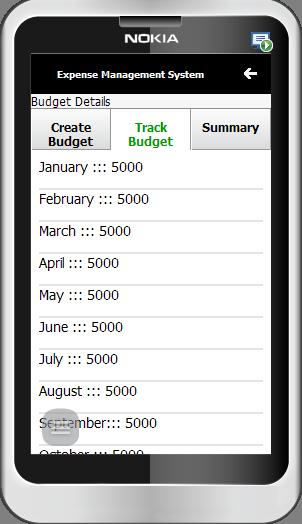 NOKIA
Expense Management System
Budget Details
Create Budget
Track Budget
Summary
January ::: 5000
February ::: 5000
March ::: 5000
April ::: 5000
May ::: 5000
June ::: 5000
July ::: 5000
August ::: 5000
September::: 5000
October ::: 5000